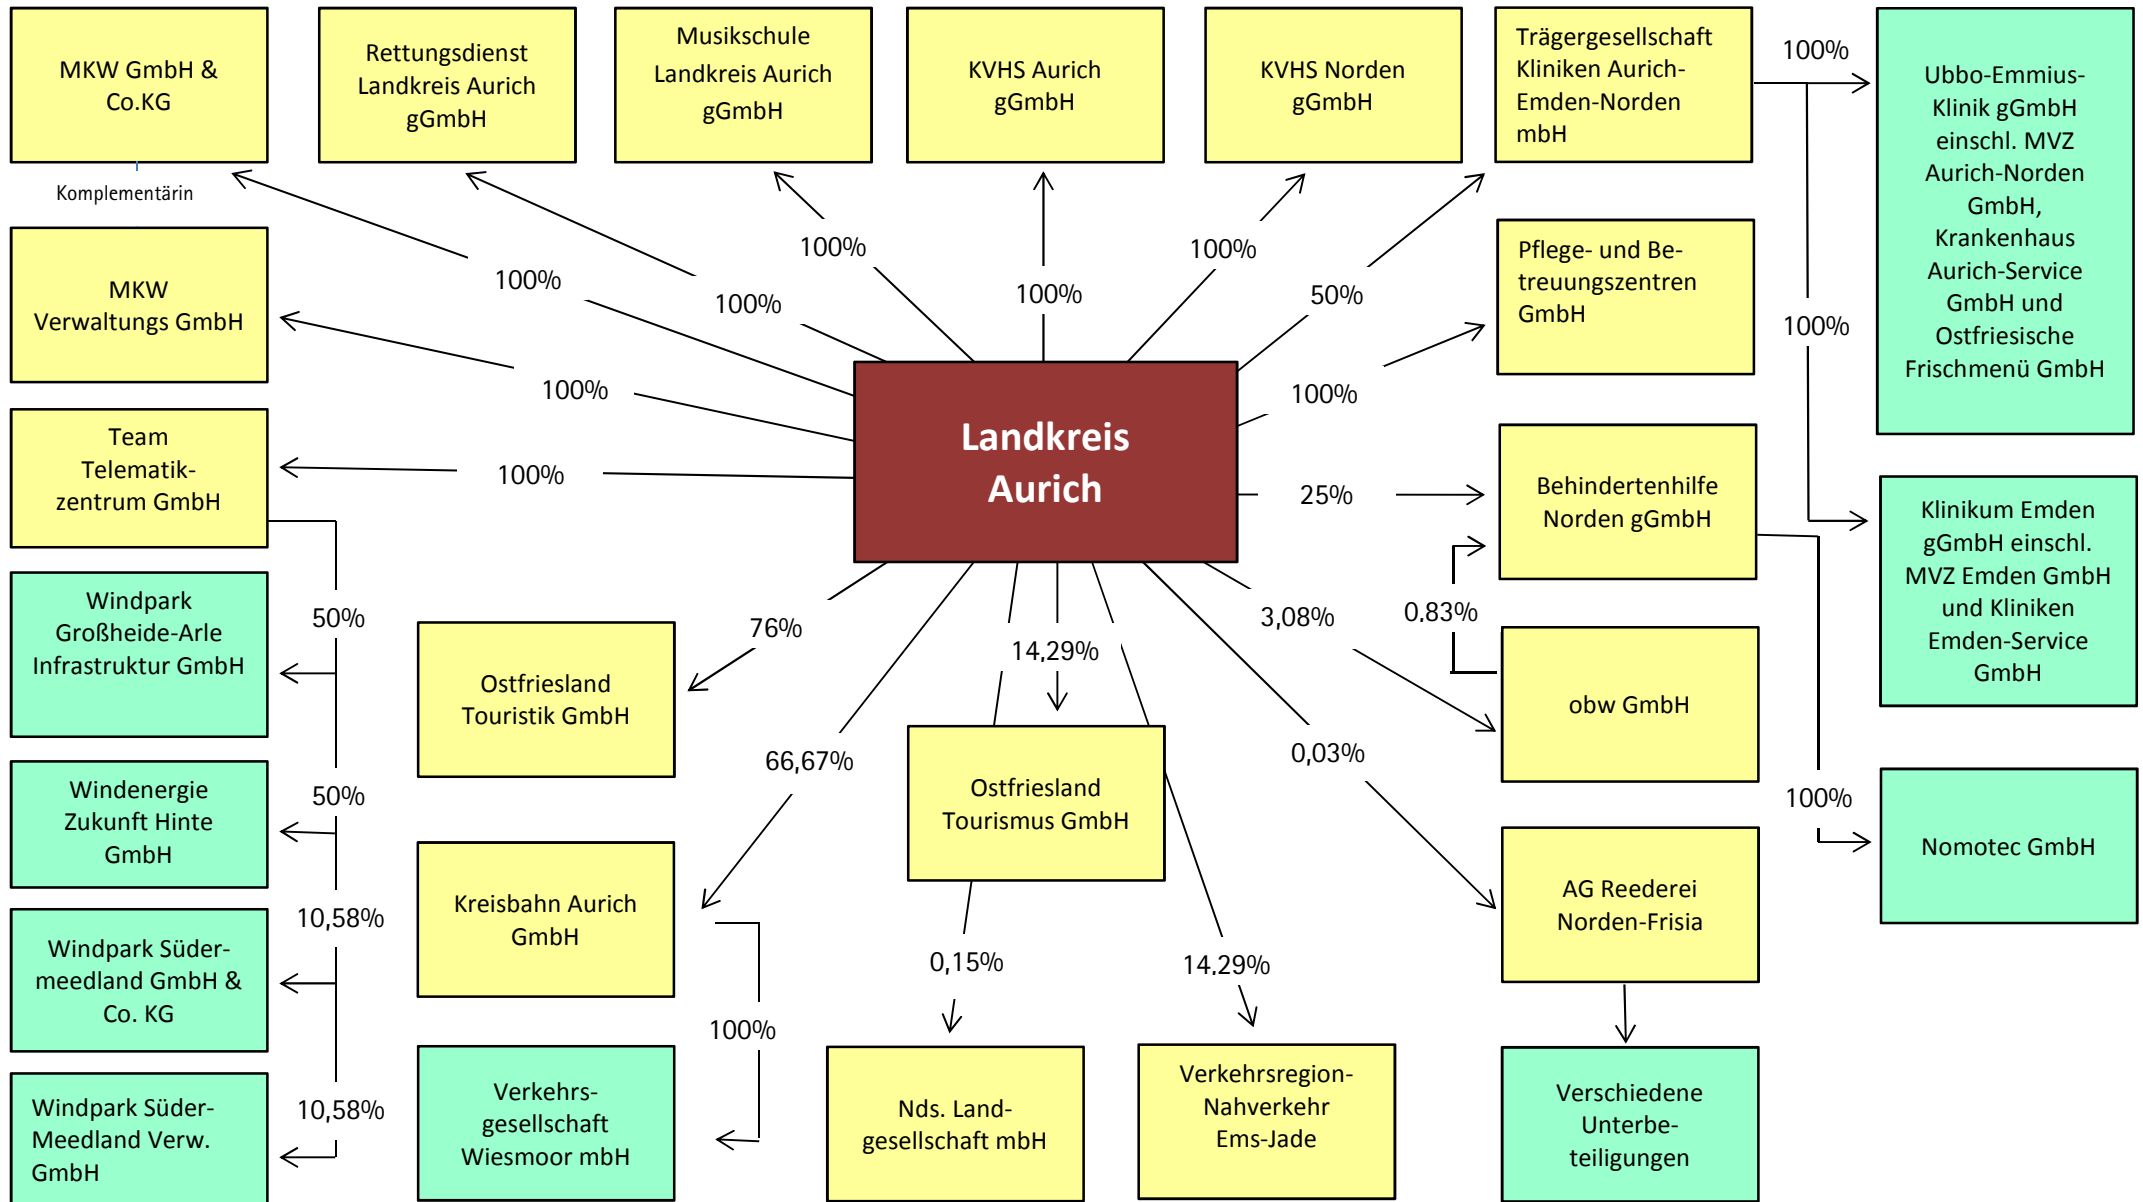 MKW GmbH &
Co.KG
Komplementärin
Rettungsdienst
Landkreis Aurich
gGmbH
Musikschule
Landkreis Aurich
gGmbH
KVHS Aurich
gGmbH
KVHS Norden
gGmbH
Trägergesellschaft
Kliniken Aurich-
Emden-Norden
mbH
100%
Ubbo-Emmius-
Klinik gGmbH
einschl. MVZ
Aurich-Norden
GmbH,
Krankenhaus
Aurich-Service
GmbH und
Ostfriesische
Frischmenü GmbH
MKW
Verwaltungs GmbH
100%
100%
100%
100%
100%
50%
Pflege- und Be-
treuungszentren
GmbH
100%
100%
100%
Landkreis
Aurich
Team
Telematik-
zentrum GmbH
100%
25%
Behindertenhilfe
Norden gGmbH
Klinikum Emden
gGmbH einschl.
MVZ Emden GmbH
und Kliniken
Emden-Service
GmbH
Windpark
Großheide-Arle
Infrastruktur GmbH
50%
76%
14,29%
3,08%
0,83%
Ostfriesland
Touristik GmbH
obw GmbH
66,67%
0,03%
Windenergie
Zukunft Hinte
GmbH
50%
Ostfriesland
Tourismus GmbH
100%
Nomotec GmbH
Kreisbahn Aurich
GmbH
AG Reederei
Norden-Frisia
10,58%
Windpark Süder-
meedland GmbH &
Co. KG
0,15%
14,29%
100%
10,58%
Windpark Süder-
Meedland Verw.
GmbH
Verkehrs-
gesellschaft
Wiesmoor mbH
Nds. Land-
gesellschaft mbH
Verkehrsregion-
Nahverkehr
Ems-Jade
Verschiedene
Unterbe-
teiligungen